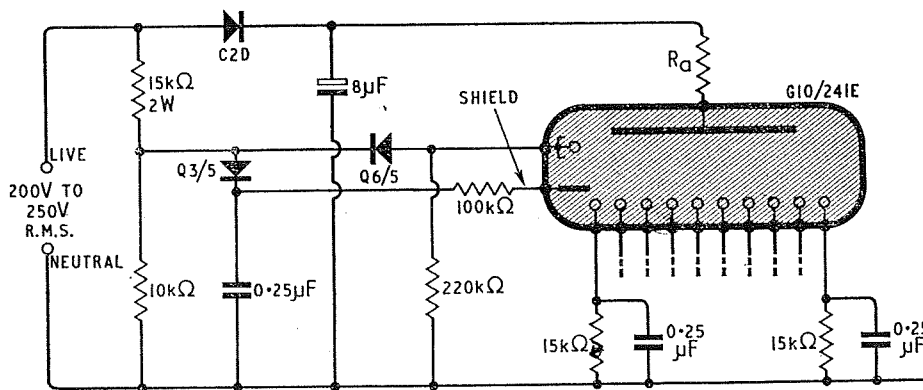 C2D
15kΩ
2W
8µF
Ra
G10/241E
SHIELD
LIVE
200V TO
250V
R.M.S.
NEUTRAL
Q3/5
Q6/5
100kΩ
10kΩ
0·25µF
220kΩ
15kΩ
0·25
µF
15kΩ
0·25
µF